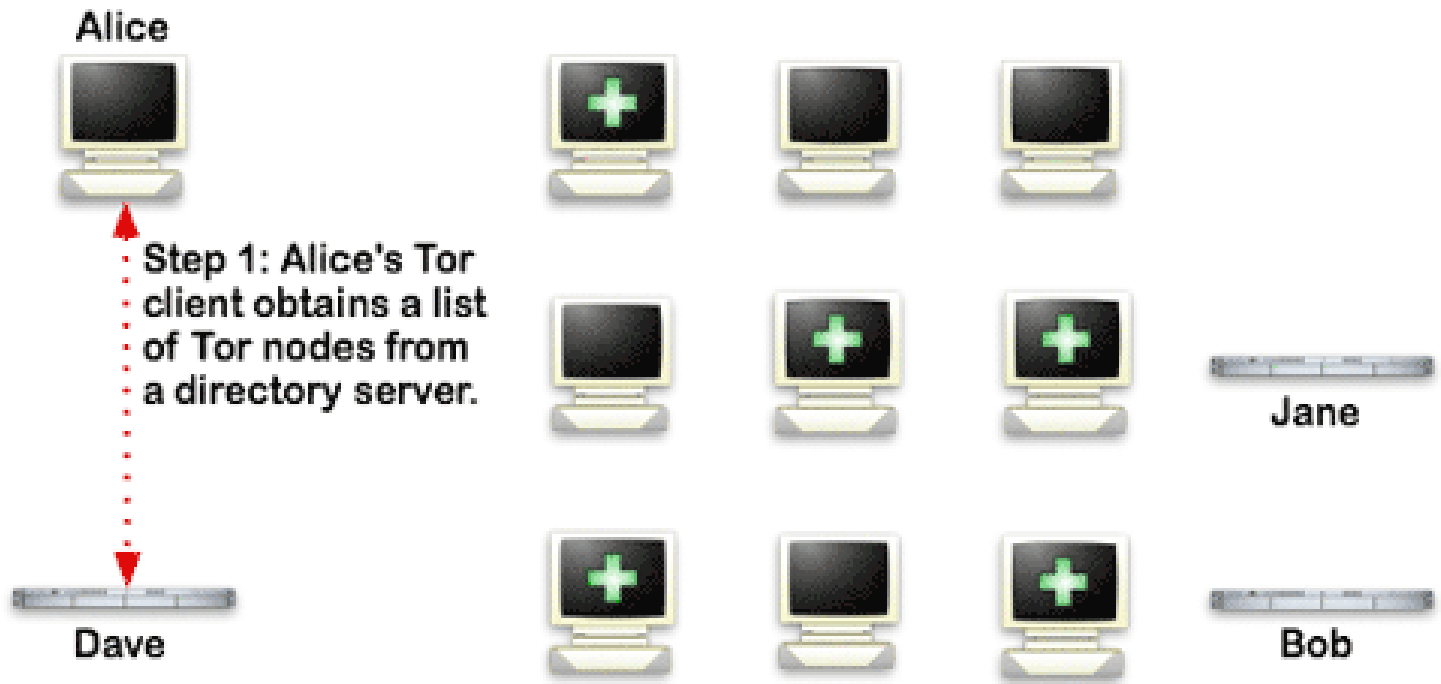 Alice
Step 1: Alice's Tor
client obtains a list
of Tor nodes from
a directory server.
Jane
Dave
Bob